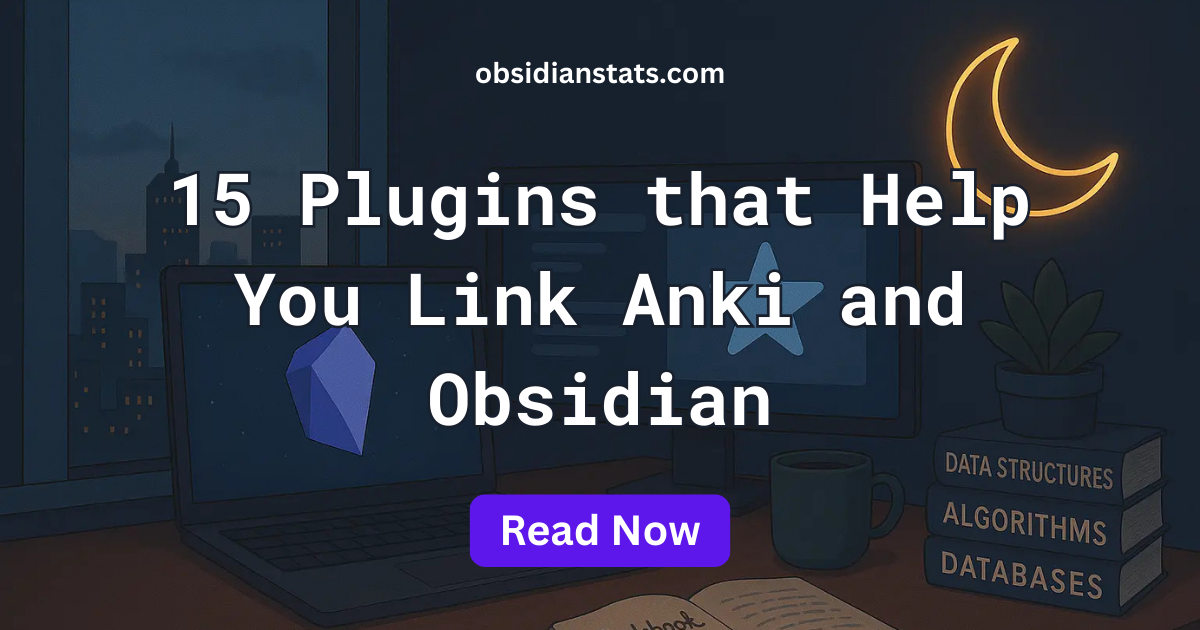 obsidianstats.com
15 Plugins that Help
You Link Anki and
Obsidian
Read Now
DATA STRUCTURES
ALGORITHMS
DATABASES